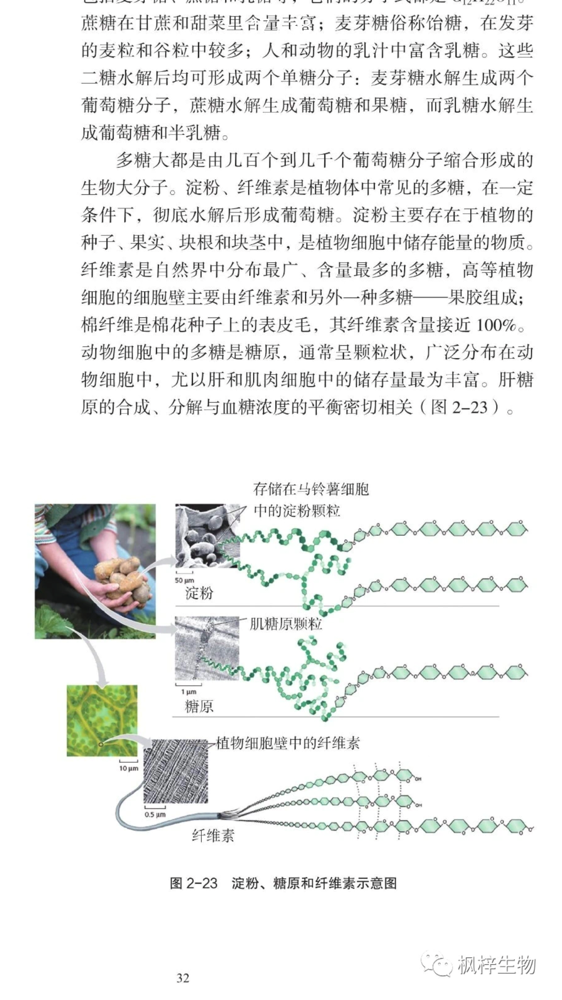 蔗糖在甘蔗和甜菜里含量丰富；麦芽糖俗称饴糖，在发芽
的麦粒和谷粒中较多；人和动物的乳汁中富含乳糖。这些
二糖水解后均可形成两个单糖分子：麦芽糖水解生成两个
葡萄糖分子，蔗糖水解生成葡萄糖和果糖，而乳糖水解生
成葡萄糖和半乳糖。
多糖大都是由几百个到几千个葡萄糖分子缩合形成的
生物大分子。淀粉、纤维素是植物体中常见的多糖，在一定
条件下，彻底水解后形成葡萄糖。淀粉主要存在于植物的
种子、果实、块根和块茎中，是植物细胞中储存能量的物质。
纤维素是自然界中分布最广、含量最多的多糖，高等植物
细胞的细胞壁主要由纤维素和另外一种多糖——果胶组成；
棉纤维是棉花种子上的表皮毛，其纤维素含量接近 100%。
动物细胞中的多糖是糖原，通常呈颗粒状，广泛分布在动
物细胞中，尤以肝和肌肉细胞中的储存量最为丰富。肝糖
原的合成、分解与血糖浓度的平衡密切相关（图 2-23）。
存储在马铃薯细胞
中的淀粉颗粒
50 μm
淀粉
肌糖原颗粒
1 μm
糖原
植物细胞壁中的纤维素
10 μm
OH
OH
0.5 μm
纤维素
图 2-23 淀粉、糖原和纤维素示意图
枫梓生物
32